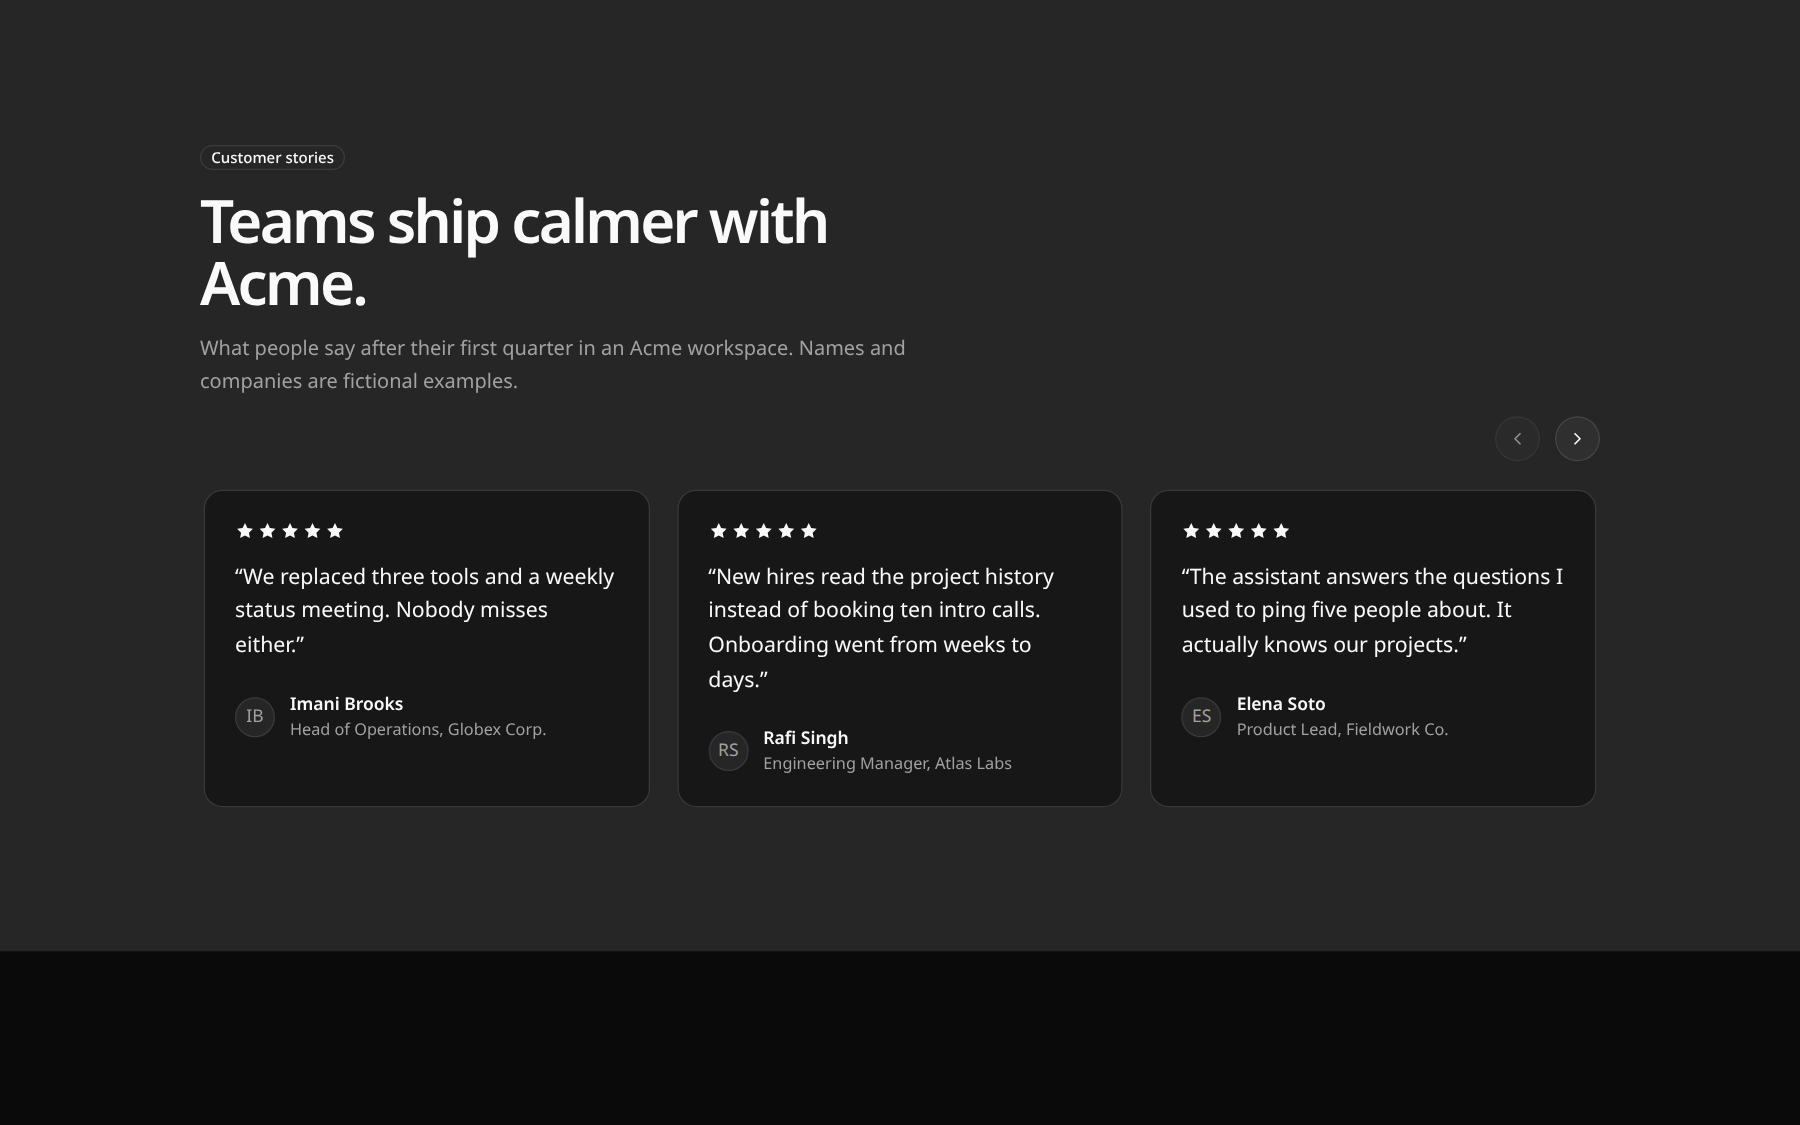 Customer stories
Teams ship calmer with
Acme.
What people say after their first quarter in an Acme workspace. Names and
companies are fictional examples.
“We replaced three tools and a weekly
status meeting. Nobody misses
either.”
IB
Imani Brooks
Head of Operations, Globex Corp.
“New hires read the project history
instead of booking ten intro calls.
Onboarding went from weeks to
days.”
RS
Rafi Singh
Engineering Manager, Atlas Labs
“The assistant answers the questions I
used to ping five people about. It
actually knows our projects.”
ES
Elena Soto
Product Lead, Fieldwork Co.